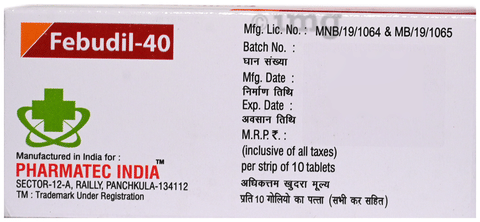 Febudil-40
Manufactured in India for :
PHARMATEC INDIA™
SECTOR-12-A, RAILLY, PANCHKULA-134112
TM : Trademark Under Registration
Mfg. Lic. No. : MNB/19/1064 & MB/19/1065
Batch No. :
घान संख्या
Mfg. Date :
निर्माण तिथि
Exp. Date :
अवसान तिथि
M.R.P. ₹. :
(inclusive of all taxes)
per strip of 10 tablets
अधिकतम खुदरा मूल्य
प्रति 10 गोलियो का पत्ता (सभी कर सहित)